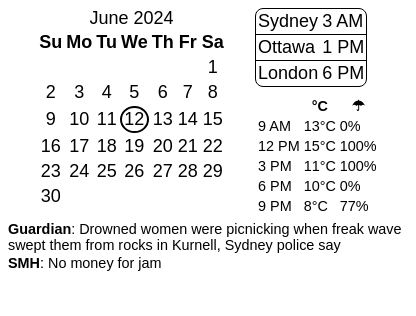 June 2024
Su Mo Tu We Th Fr Sa
1
2 3 4 5 6 7 8
9 10 11 12 13 14 15
16 17 18 19 20 21 22
23 24 25 26 27 28 29
30
Sydney 3 AM
Ottawa 1 PM
London 6 PM
°C ☂
9 AM 13°C 0%
12 PM 15°C 100%
3 PM 11°C 100%
6 PM 10°C 0%
9 PM 8°C 77%
Guardian: Drowned women were picnicking when freak wave
swept them from rocks in Kurnell, Sydney police say
SMH: No money for jam